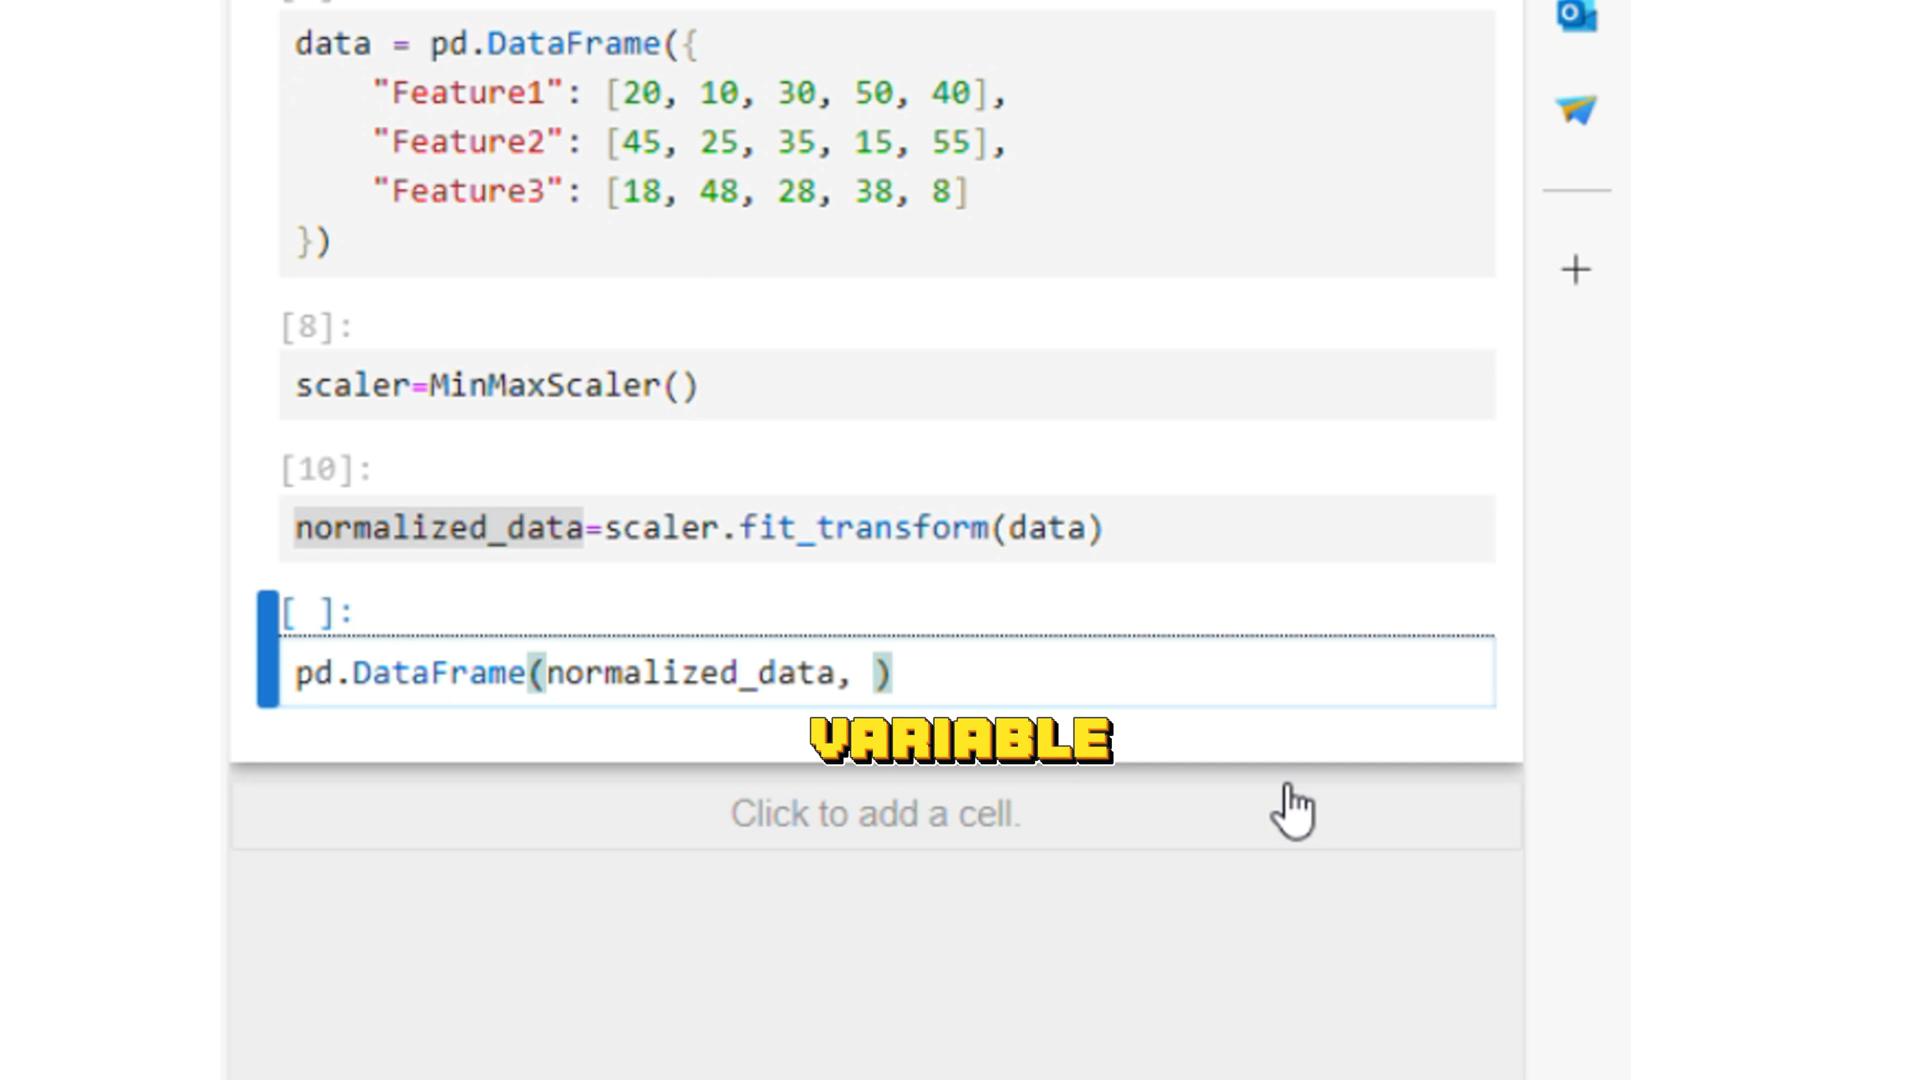 data = pd.DataFrame({
    "Feature1": [20, 10, 30, 50, 40],
    "Feature2": [45, 25, 35, 15, 55],
    "Feature3": [18, 48, 28, 38, 8]
})
[8]:
scaler=MinMaxScaler()
[10]:
normalized_data=scaler.fit_transform(data)
[ ]:
pd.DataFrame(normalized_data, )
VARIABLE
Click to add a cell.